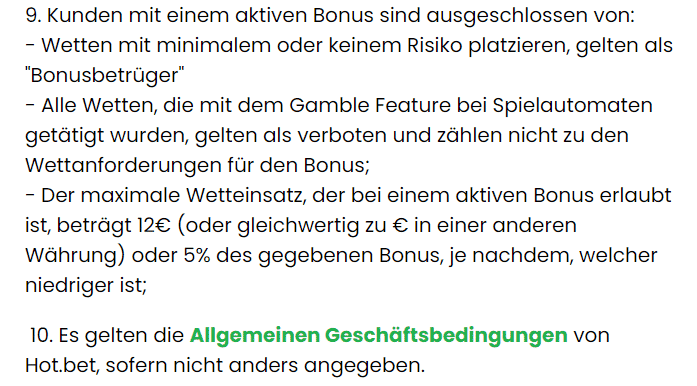 9. Kunden mit einem aktiven Bonus sind ausgeschlossen von:
- Wetten mit minimalem oder keinem Risiko platzieren, gelten als
"Bonusbetrüger"
- Alle Wetten, die mit dem Gamble Feature bei Spielautomaten
getätigt wurden, gelten als verboten und zählen nicht zu den
Wettanforderungen für den Bonus;
- Der maximale Wetteinsatz, der bei einem aktiven Bonus erlaubt
ist, beträgt 12€ (oder gleichwertig zu € in einer anderen
Währung) oder 5% des gegebenen Bonus, je nachdem, welcher
niedriger ist;
10. Es gelten die Allgemeinen Geschäftsbedingungen von
Hot.bet, sofern nicht anders angegeben.